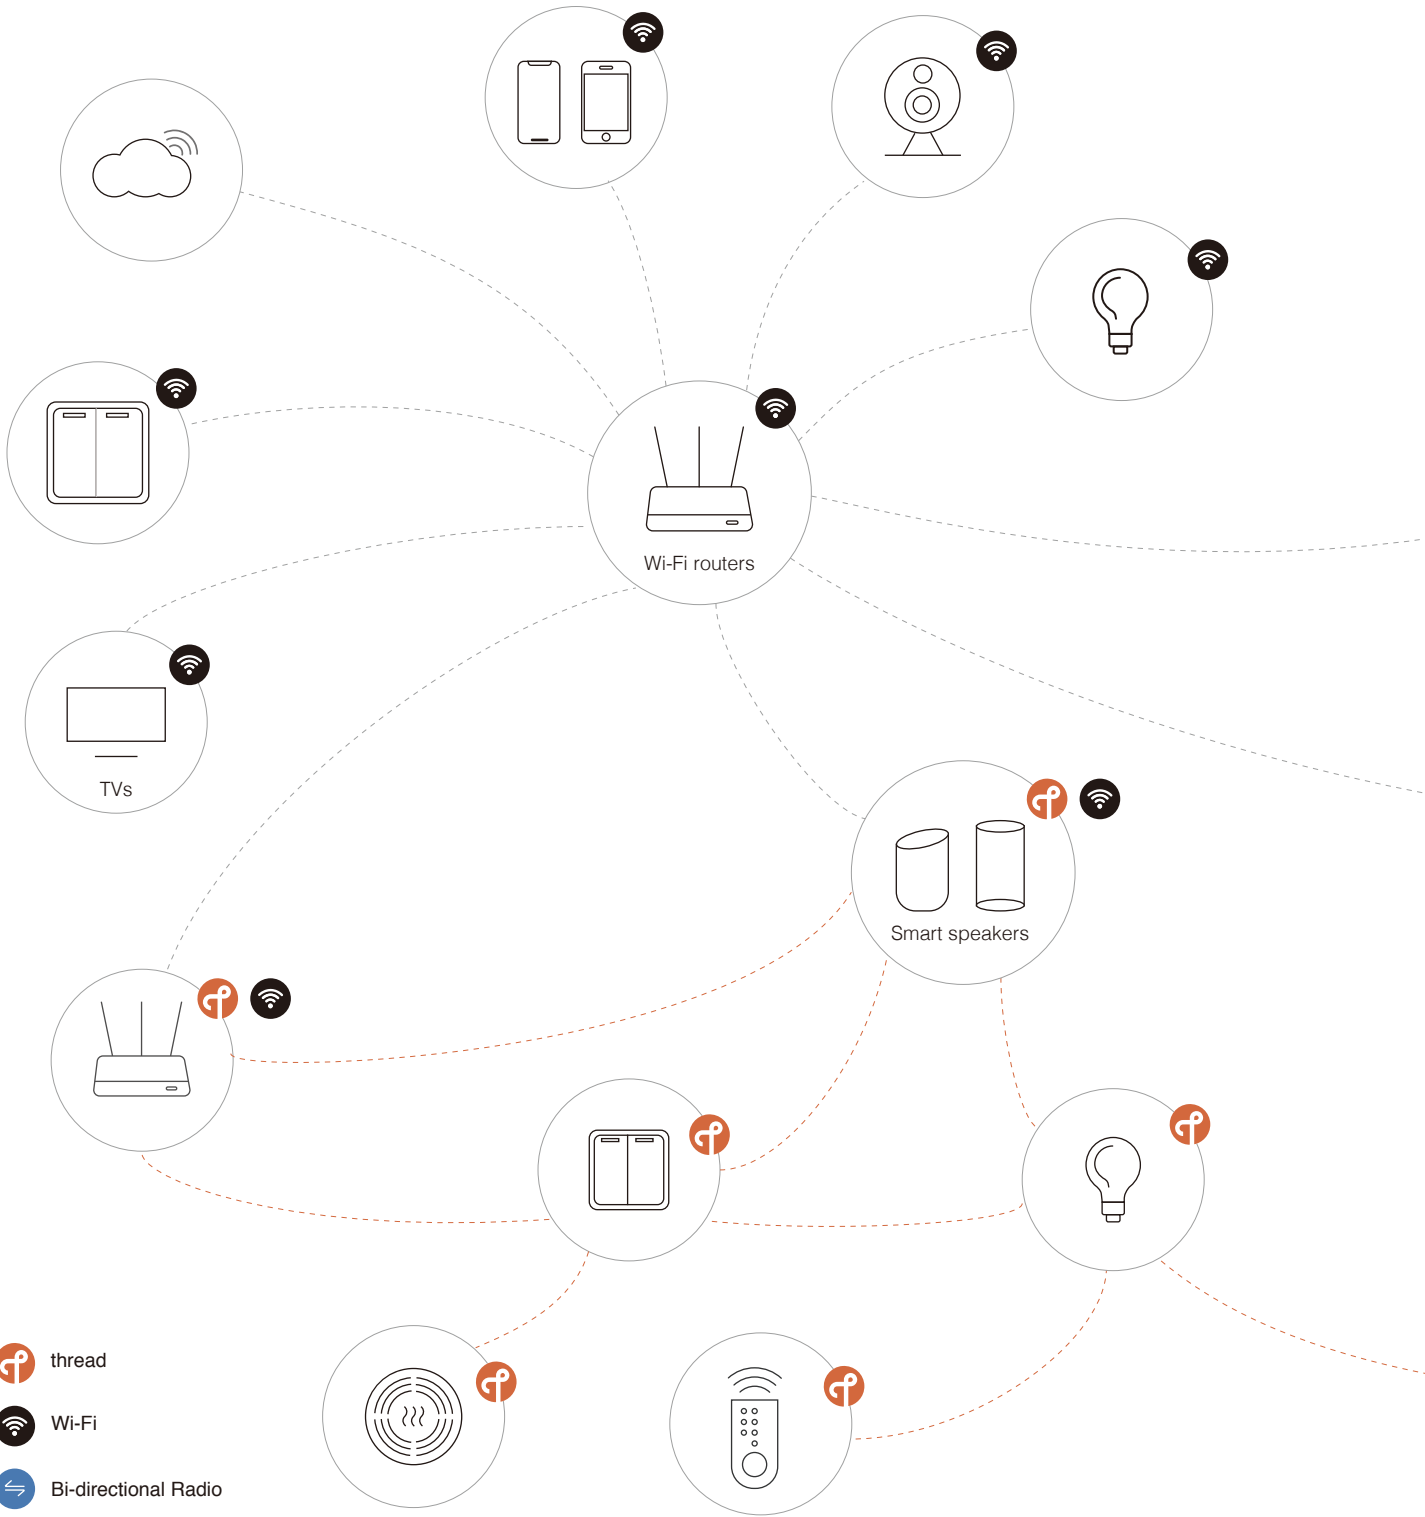 Wi-Fi routers
TVs
Smart speakers
thread
Wi-Fi
Bi-directional Radio